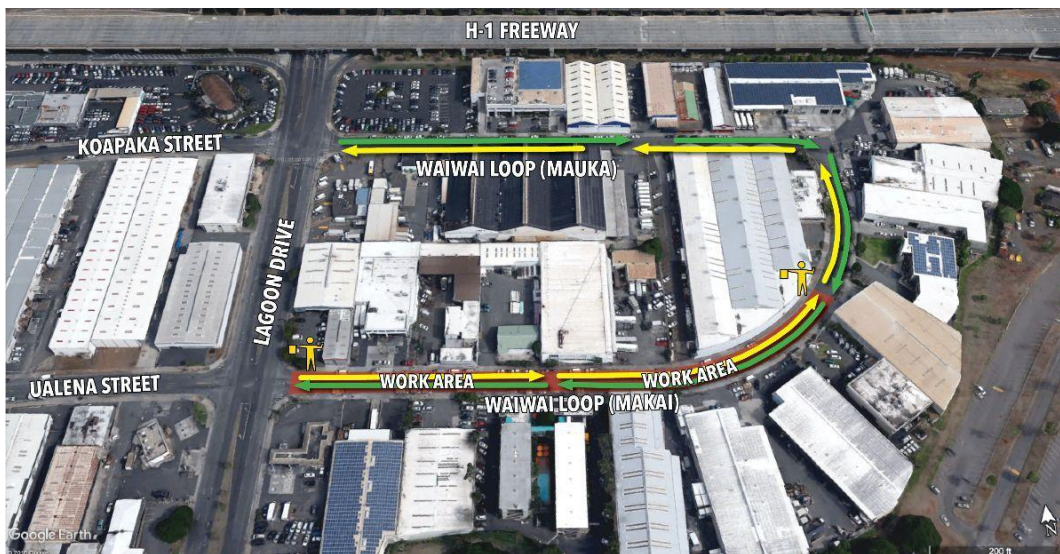 H-1 FREEWAY
KOAPAKA STREET
WAIWAI LOOP (MAUKA)
LAGOON DRIVE
UALENA STREET
WORK AREA
WORK AREA
WAIWAI LOOP (MAKAI)
Google Earth
N
200 ft